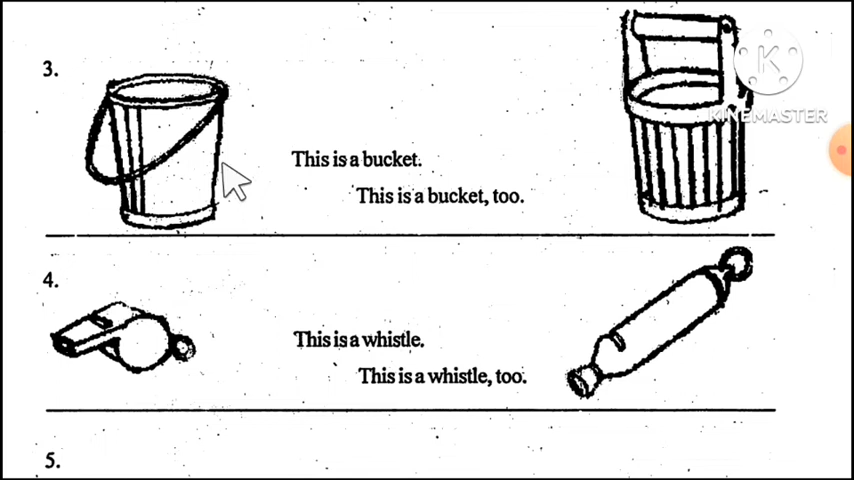 3.
This is a bucket.
This is a bucket, too.
K
KINEMASTER
4.
This is a whistle.
This is a whistle, too.
5.